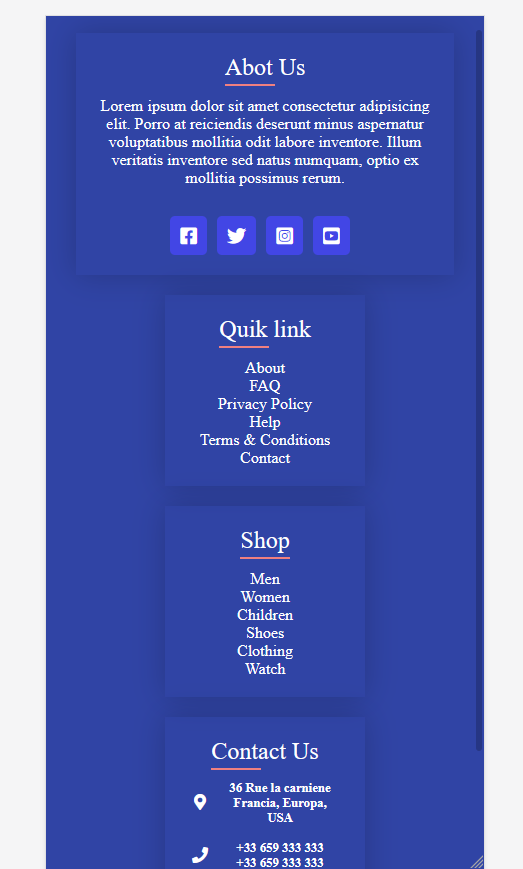 Abot Us
Lorem ipsum dolor sit amet consectetur adipisicing
elit. Porro at reiciendis deserunt minus aspernatur
voluptatibus mollitia odit labore inventore. Illum
veritatis inventore sed natus numquam, optio ex
mollitia possimus rerum.
Quik link
About
FAQ
Privacy Policy
Help
Terms & Conditions
Contact
Shop
Men
Women
Children
Shoes
Clothing
Watch
Contact Us
36 Rue la carniene
Francia, Europa,
USA
+33 659 333 333
+33 659 333 333